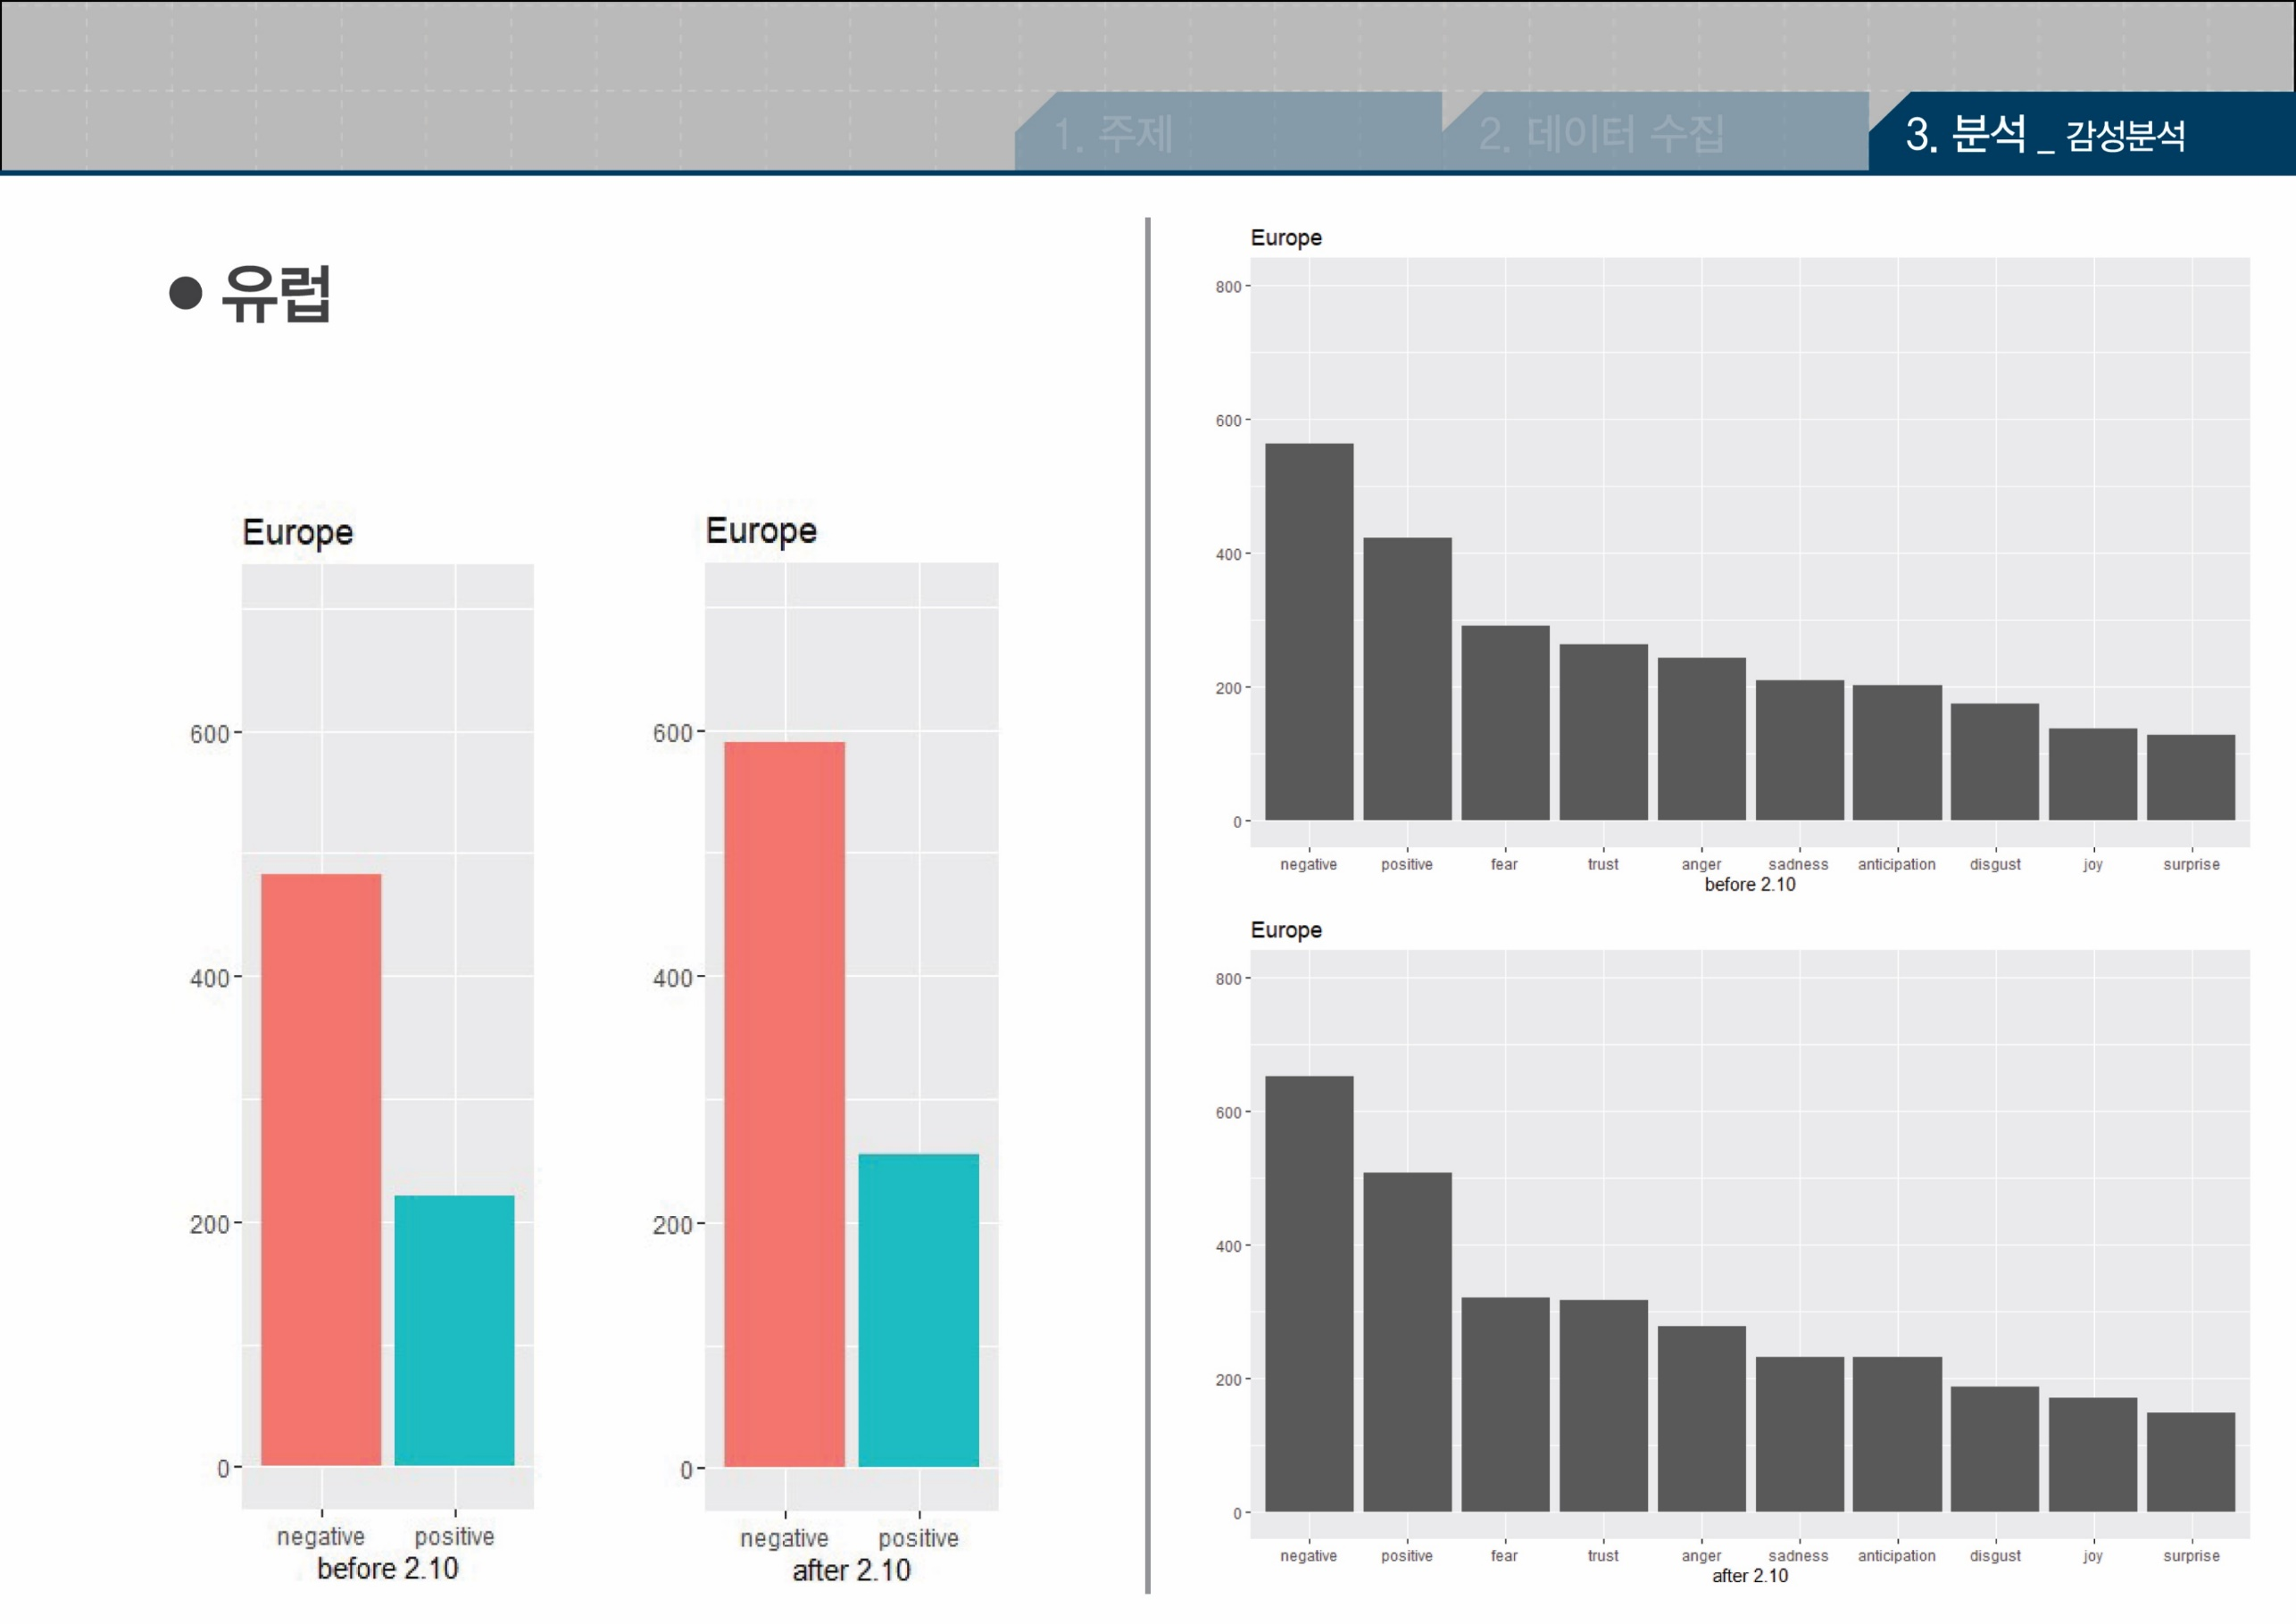 1. 주제
2. 데이터 수집
3. 분석 _ 감성분석
● 유럽
Europe
600
400
200
0
negative positive
before 2.10
Europe
600
400
200
0
negative positive
after 2.10
Europe
800
600
400
200
0
negative positive fear trust anger sadness anticipation disgust joy surprise
before 2.10
Europe
800
600
400
200
0
negative positive fear trust anger sadness anticipation disgust joy surprise
after 2.10